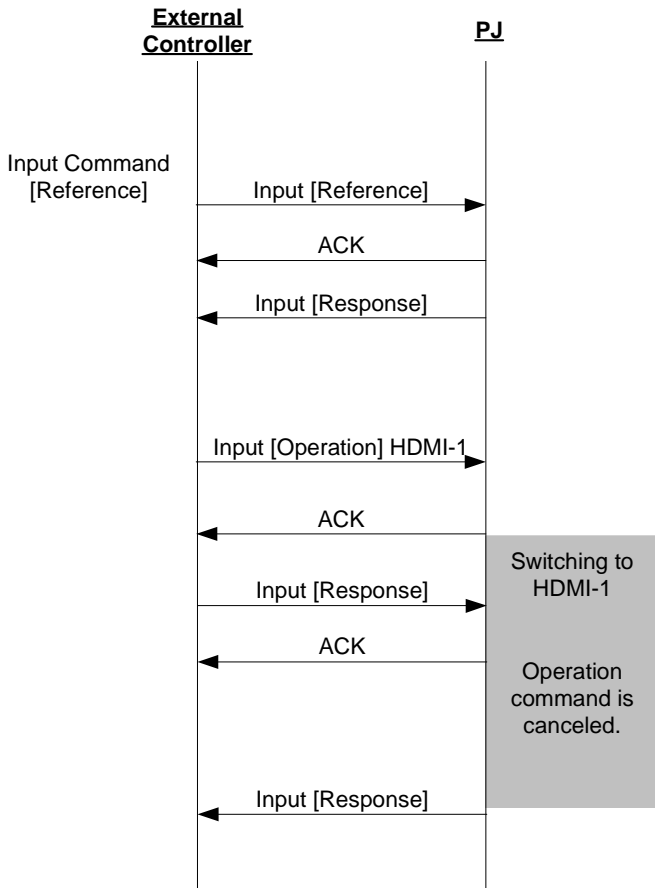 External
Controller
PJ
Input Command
[Reference]
Input [Reference]
ACK
Input [Response]
Input [Operation] HDMI-1
ACK
Switching to
HDMI-1
Input [Response]
ACK
Operation
command is
canceled.
Input [Response]